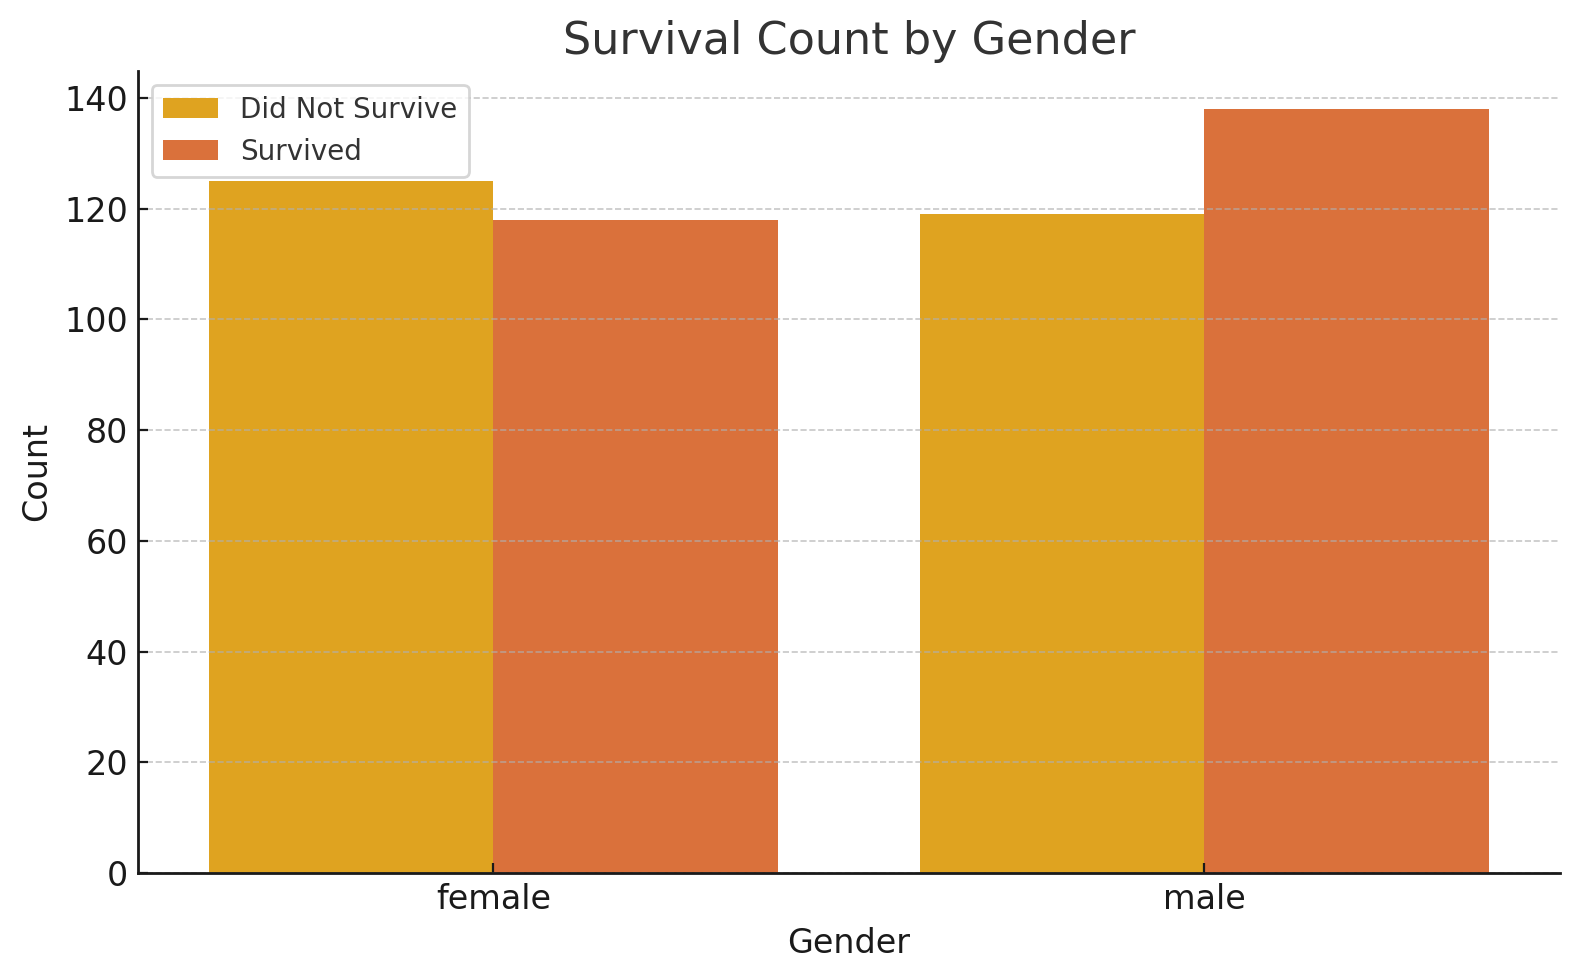 Survival Count by Gender
Did Not Survive
Survived
140
120
100
80
60
40
20
0
Count
female
male
Gender